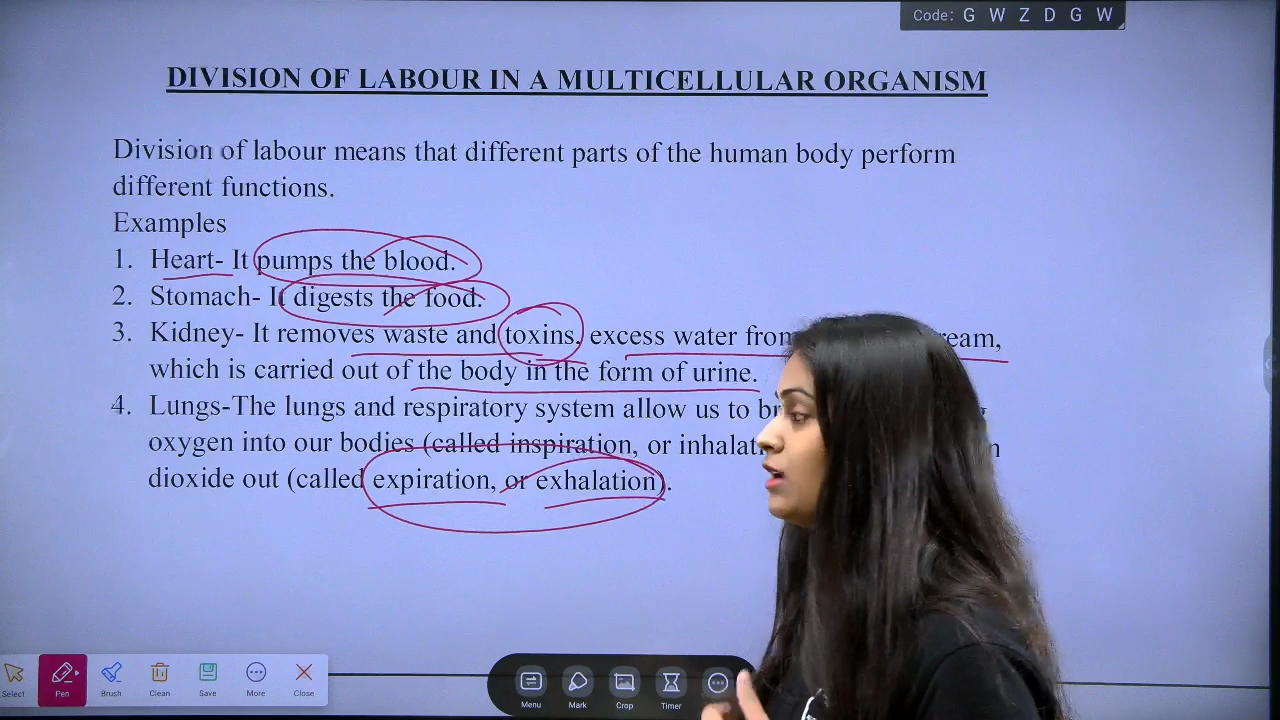 Code: G W Z D G W
DIVISION OF LABOUR IN A MULTICELLULAR ORGANISM
Division of labour means that different parts of the human body perform
different functions.
Examples
1. Heart- It pumps the blood.
2. Stomach- It digests the food.
3. Kidney- It removes waste and toxins, excess water from
which is carried out of the body in the form of urine.
4. Lungs-The lungs and respiratory system allow us to
oxygen into our bodies (called inspiration, or
dioxide out (called expiration, or exhalation).
Select Pen Brush Clean Save More Close
Menu Mark Crop Timer